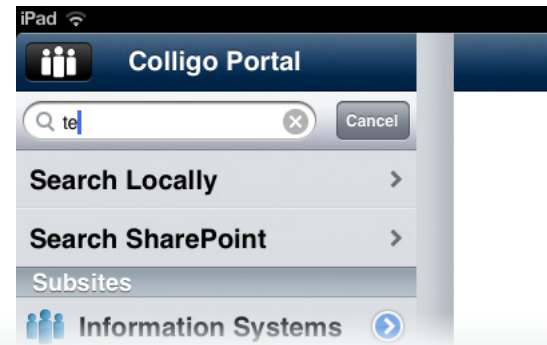 iPad
Colligo Portal
te
Cancel
Search Locally
Search SharePoint
Subsites
Information Systems